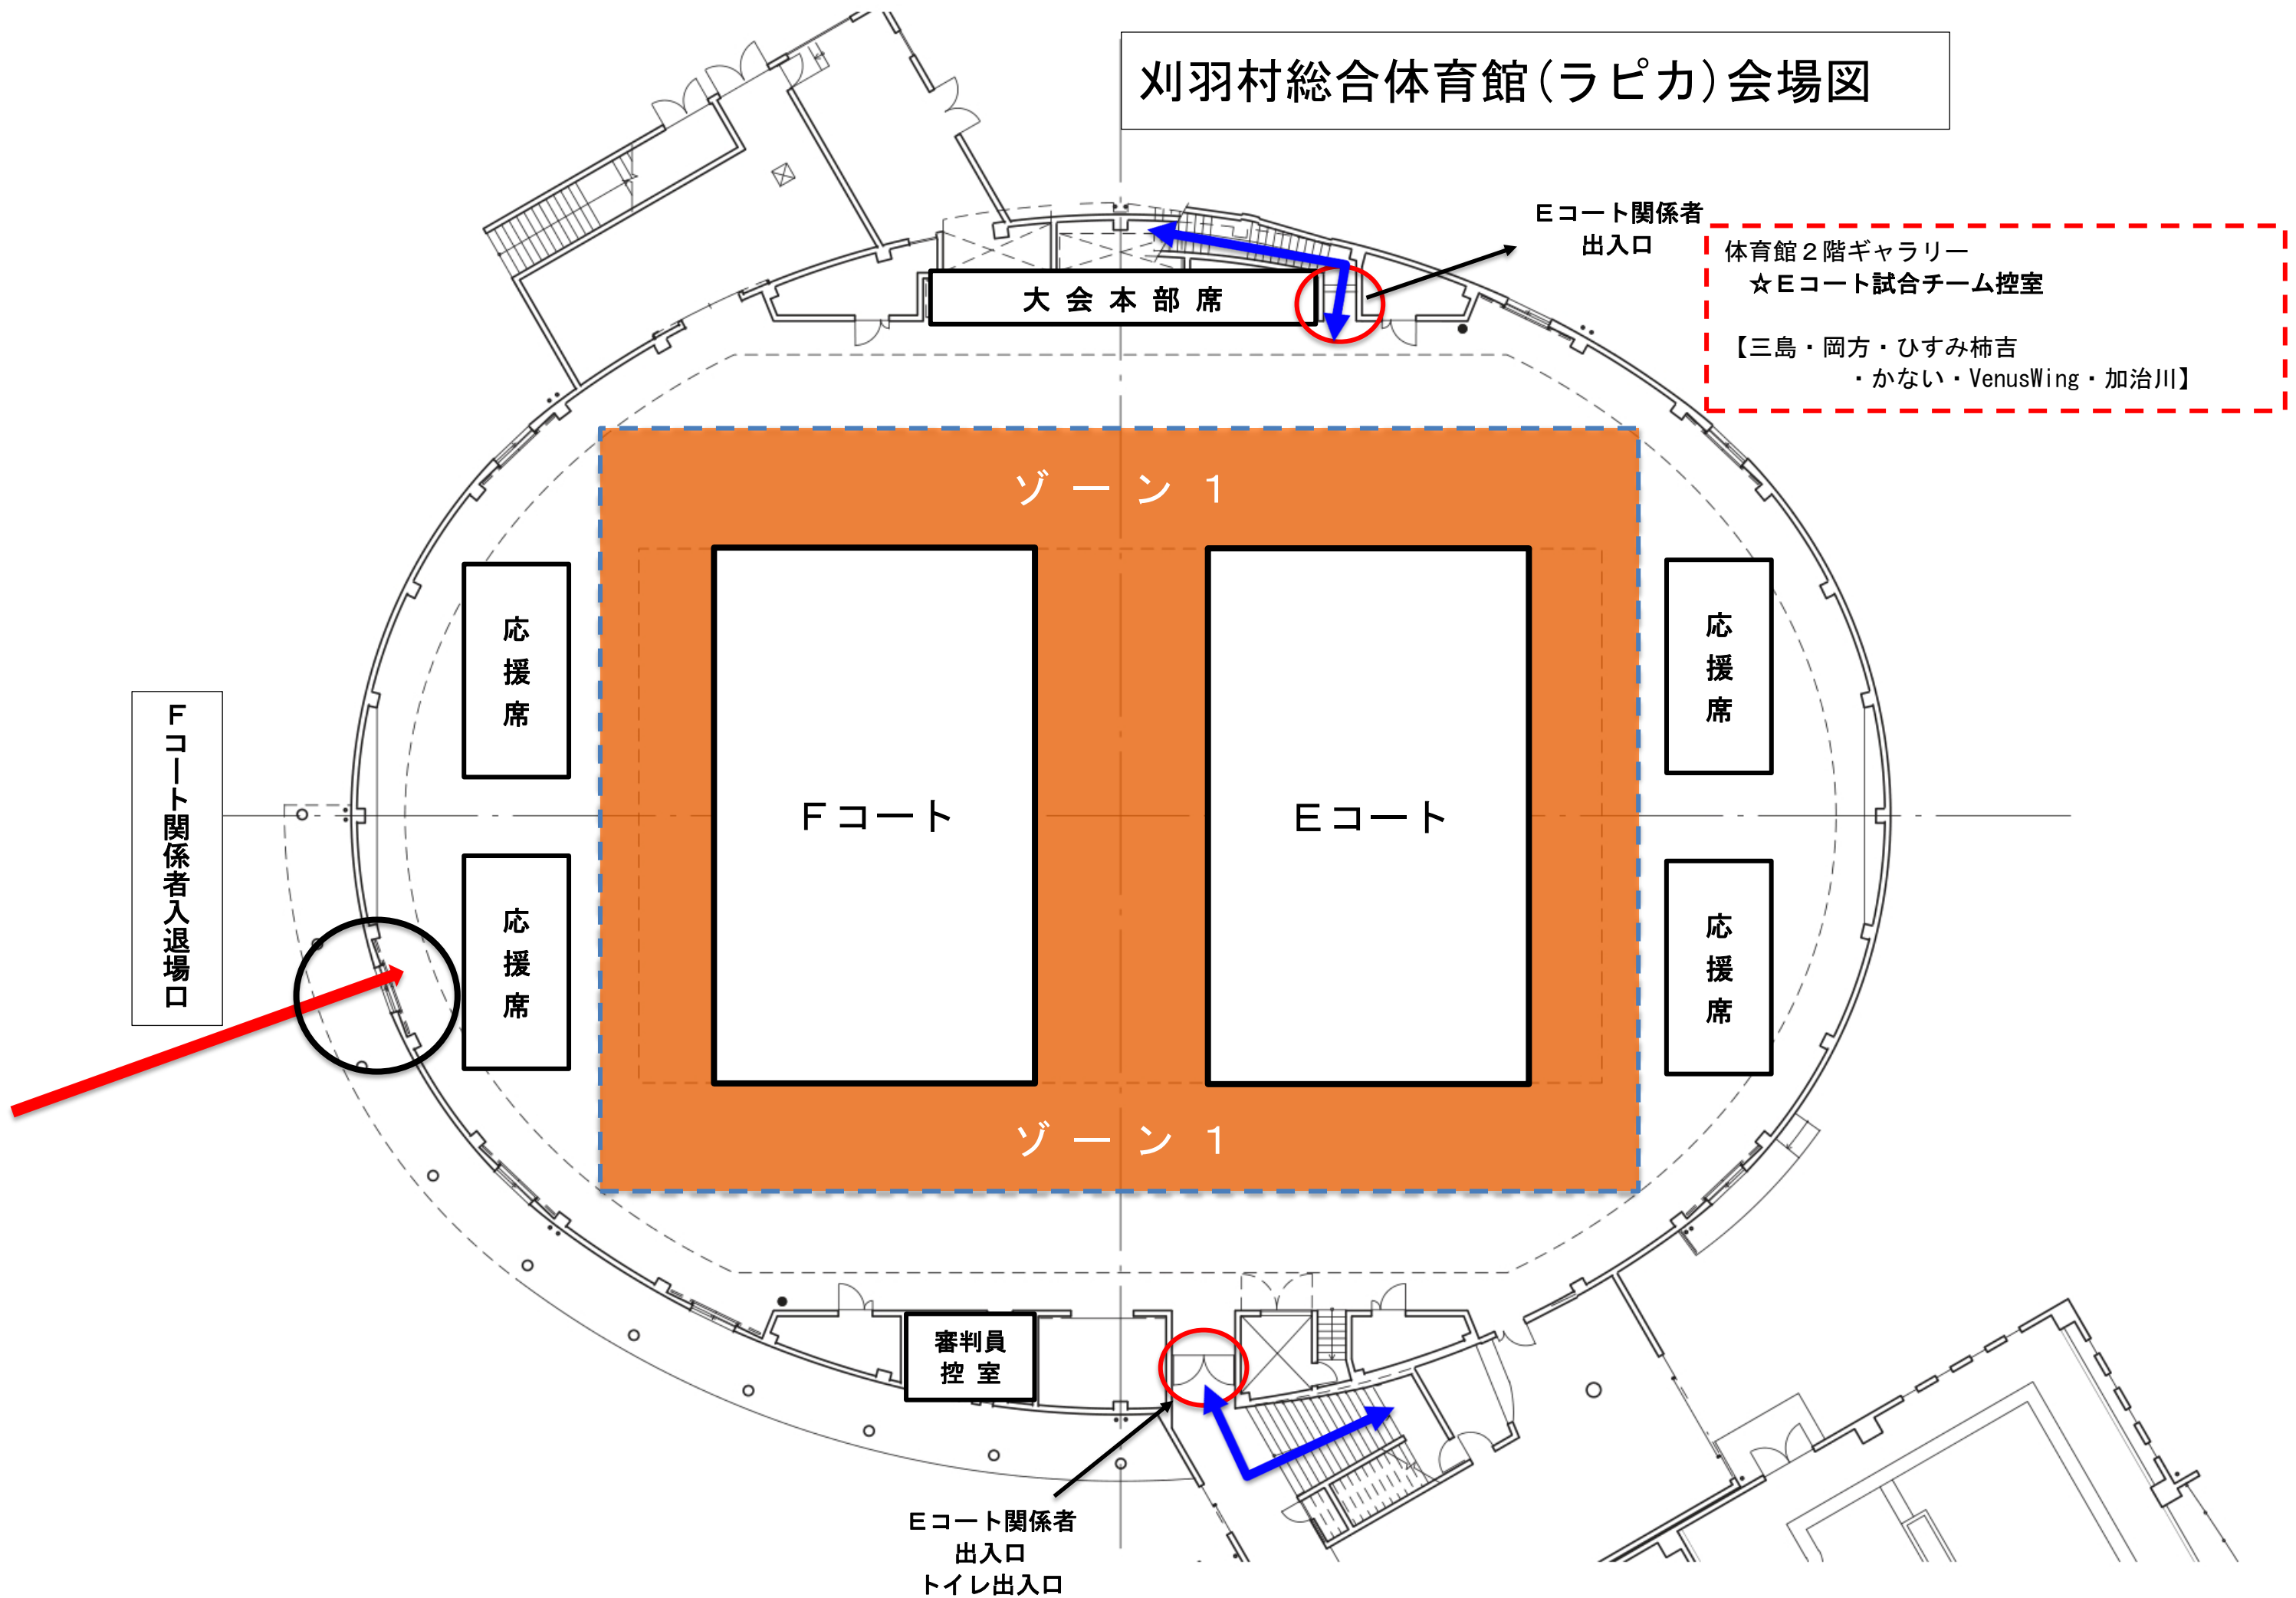 刈羽村総合体育館(ラピカ)会場図
Eコート関係者
出入口
体育館２階ギャラリー
☆Eコート試合チーム控室
【三島・岡方・ひすみ柿吉
・かない・VenusWing・加治川】
大会本部席
ゾーン１
応援席
応援席
Fコート関係者入退場口
Fコート
Eコート
応援席
応援席
ゾーン１
審判員
控室
Eコート関係者
出入口
トイレ出入口